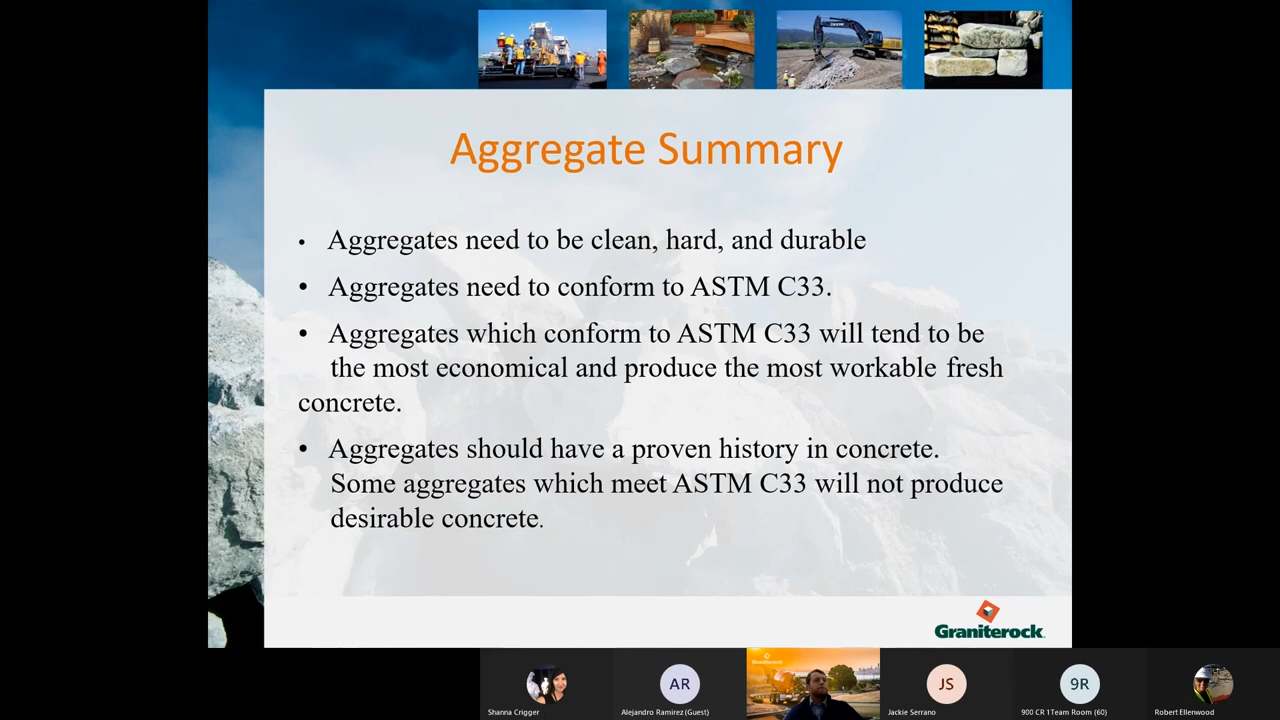 Aggregate Summary
• Aggregates need to be clean, hard, and durable
• Aggregates need to conform to ASTM C33.
• Aggregates which conform to ASTM C33 will tend to be
the most economical and produce the most workable fresh
concrete.
• Aggregates should have a proven history in concrete.
Some aggregates which meet ASTM C33 will not produce
desirable concrete.
Graniterock
Graniterock
AR
JS
9R
Shanna Crigger
Alejandro Ramirez (Guest)
Jackie Serrano
900 CR 1Team Room (60)
Robert Ellenwood